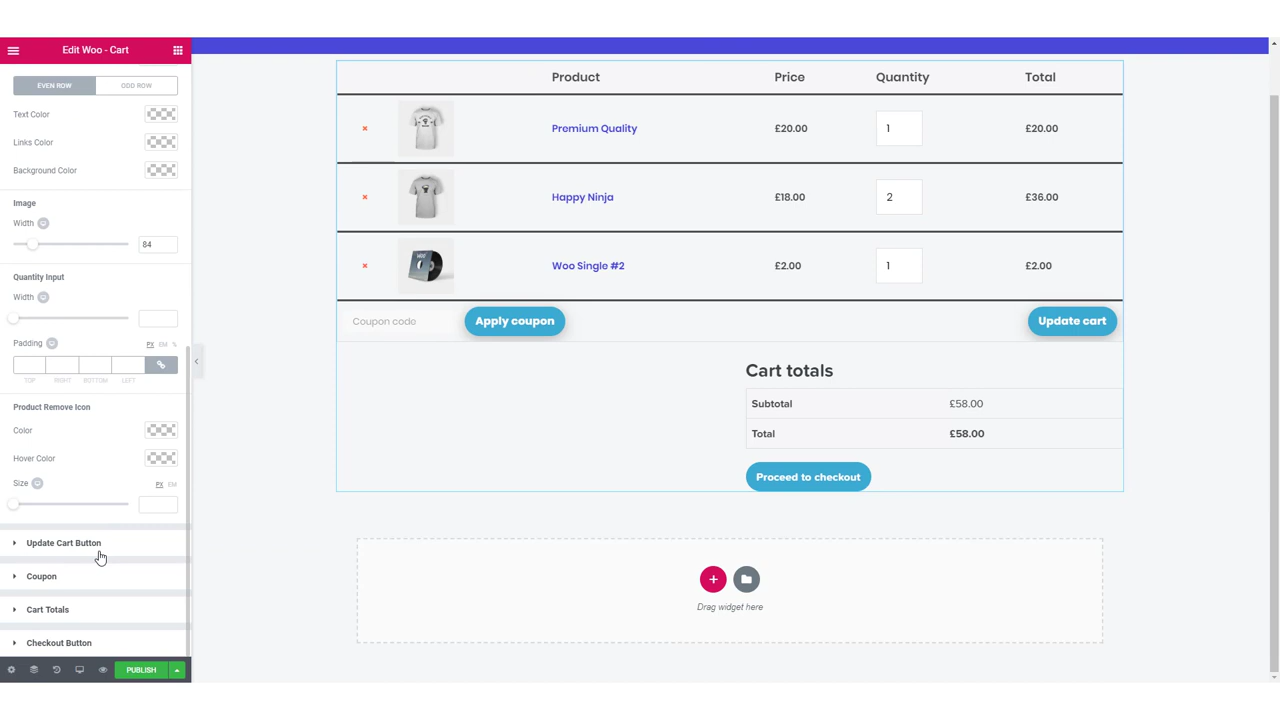 Edit Woo - Cart
EVEN ROW ODD ROW
Text Color
Links Color
Background Color
Image
Width
84
Quantity Input
Width
Padding PX EM %
TOP RIGHT BOTTOM LEFT
Product Remove Icon
Color
Hover Color
Size PX EM
Update Cart Button
Coupon
Cart Totals
Checkout Button
PUBLISH
Product Price Quantity Total
× Premium Quality £20.00 1 £20.00
× Happy Ninja £18.00 2 £36.00
× Woo Single #2 £2.00 1 £2.00
Coupon code Apply coupon Update cart
Cart totals
Subtotal £58.00
Total £58.00
Proceed to checkout
Drag widget here